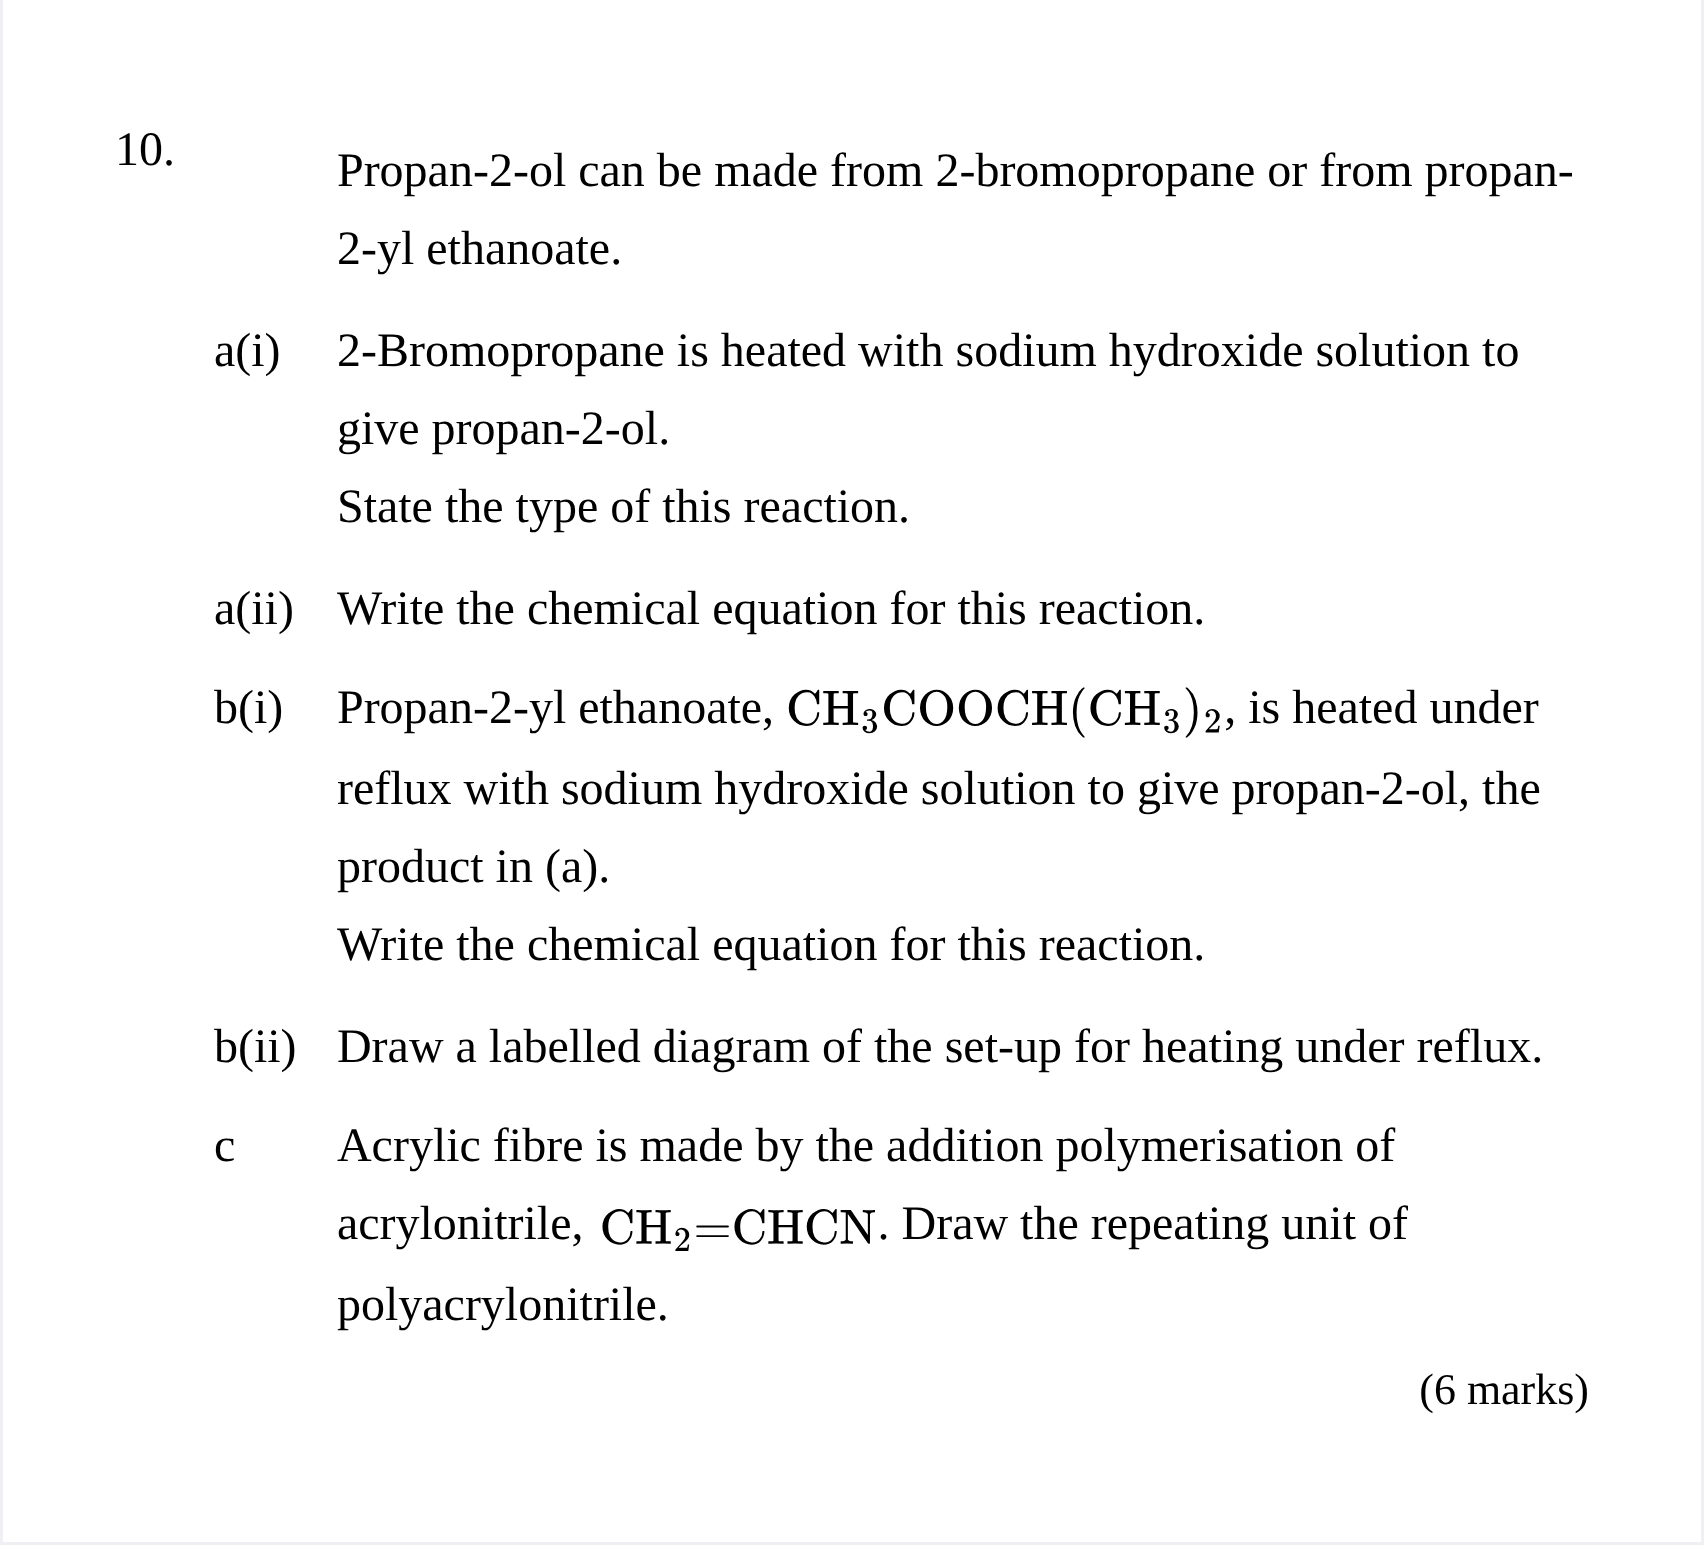 10.
Propan-2-ol can be made from 2-bromopropane or from propan-
2-yl ethanoate.
a(i) 2-Bromopropane is heated with sodium hydroxide solution to
give propan-2-ol.
State the type of this reaction.
a(ii) Write the chemical equation for this reaction.
b(i) Propan-2-yl ethanoate, CH₃COOCH(CH₃)₂, is heated under
reflux with sodium hydroxide solution to give propan-2-ol, the
product in (a).
Write the chemical equation for this reaction.
b(ii) Draw a labelled diagram of the set-up for heating under reflux.
c Acrylic fibre is made by the addition polymerisation of
acrylonitrile, CH₂=CHCN. Draw the repeating unit of
polyacrylonitrile.
(6 marks)